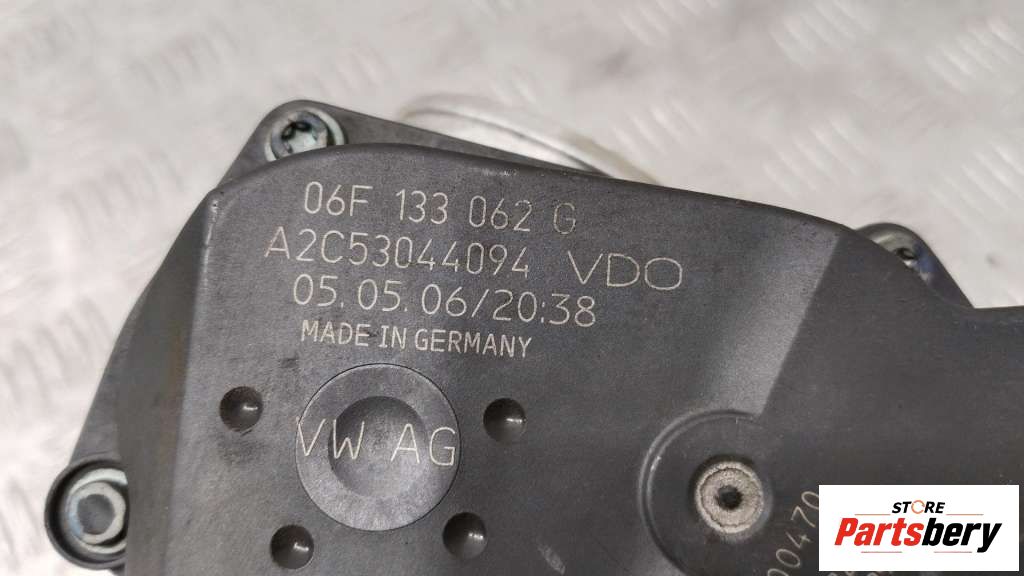 06F 133 062 G
A2C53044094 VDO
05.05.06/20:38
MADE IN GERMANY
VW AG
STORE
Partsbery